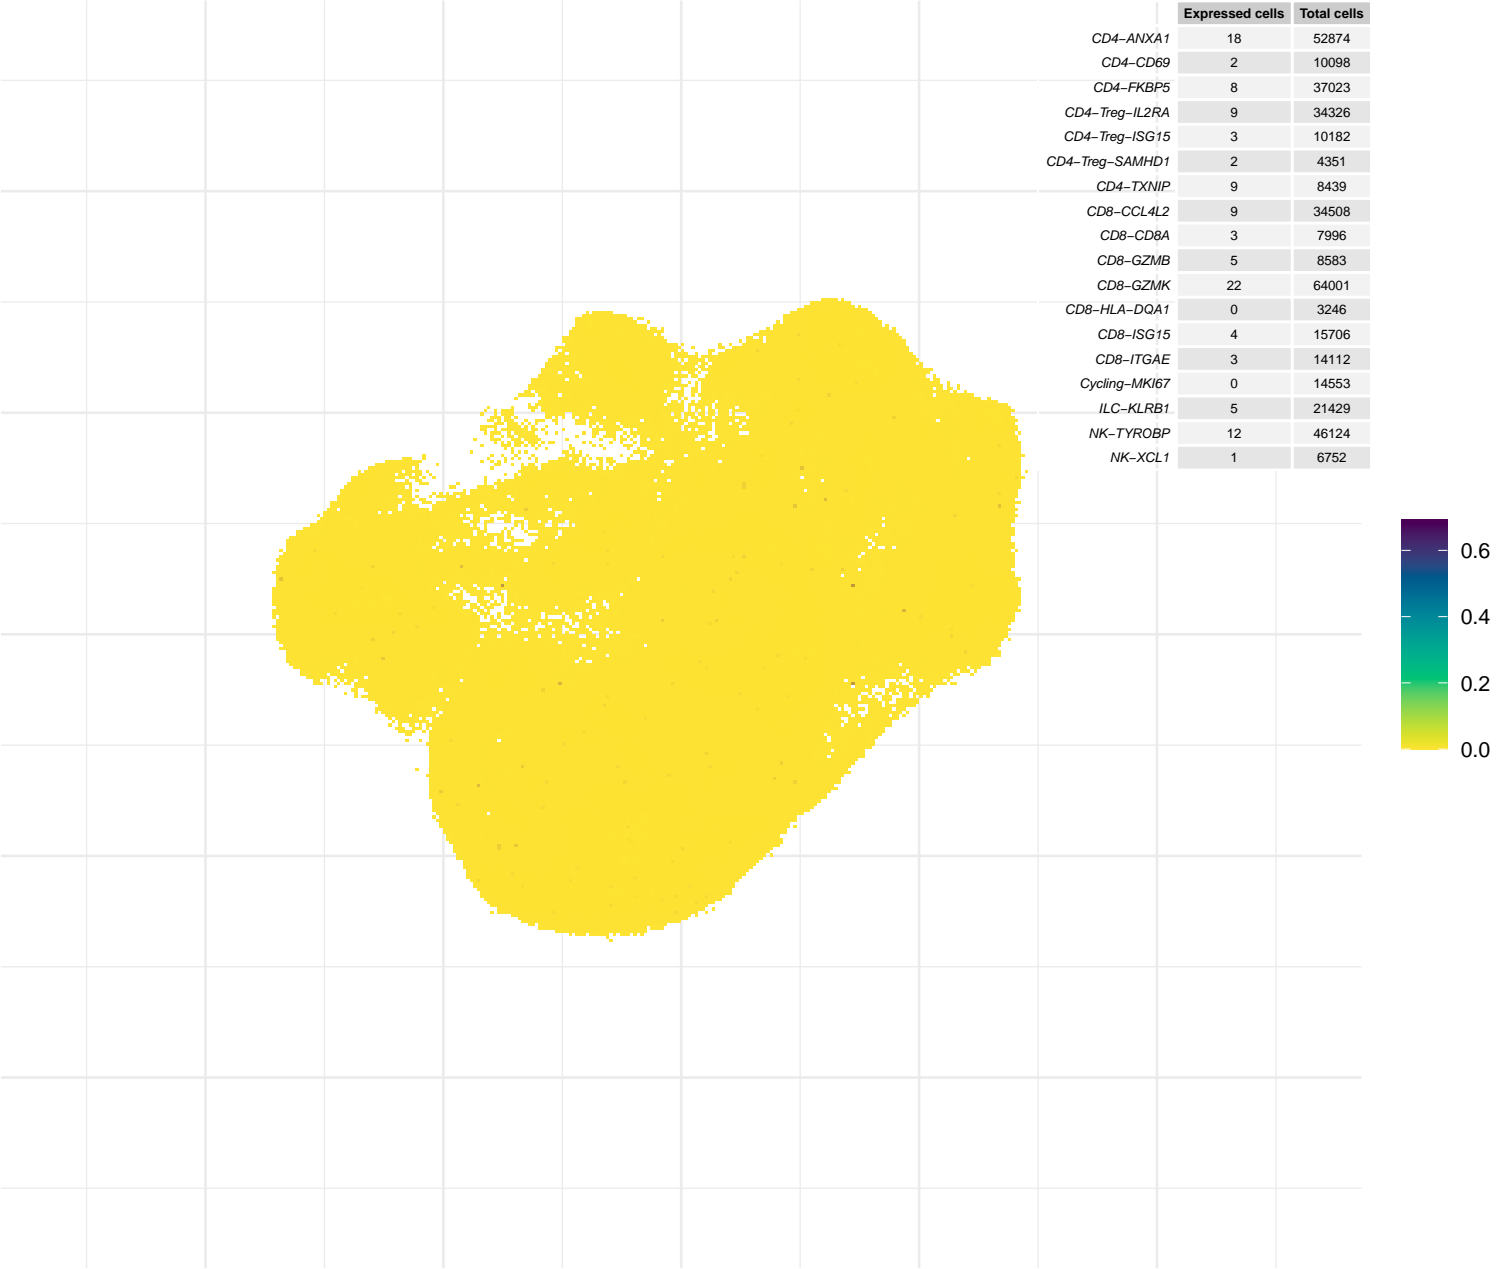 Expressed cells Total cells
CD4−ANXA1 18 52874
CD4−CD69 2 10098
CD4−FKBP5 8 37023
CD4−Treg−IL2RA 9 34326
CD4−Treg−ISG15 3 10182
CD4−Treg−SAMHD1 2 4351
CD4−TXNIP 9 8439
CD8−CCL4L2 9 34508
CD8−CD8A 3 7996
CD8−GZMB 5 8583
CD8−GZMK 22 64001
CD8−HLA−DQA1 0 3246
CD8−ISG15 4 15706
CD8−ITGAE 3 14112
Cycling−MKI67 0 14553
ILC−KLRB1 5 21429
NK−TYROBP 12 46124
NK−XCL1 1 6752
0.6
0.4
0.2
0.0